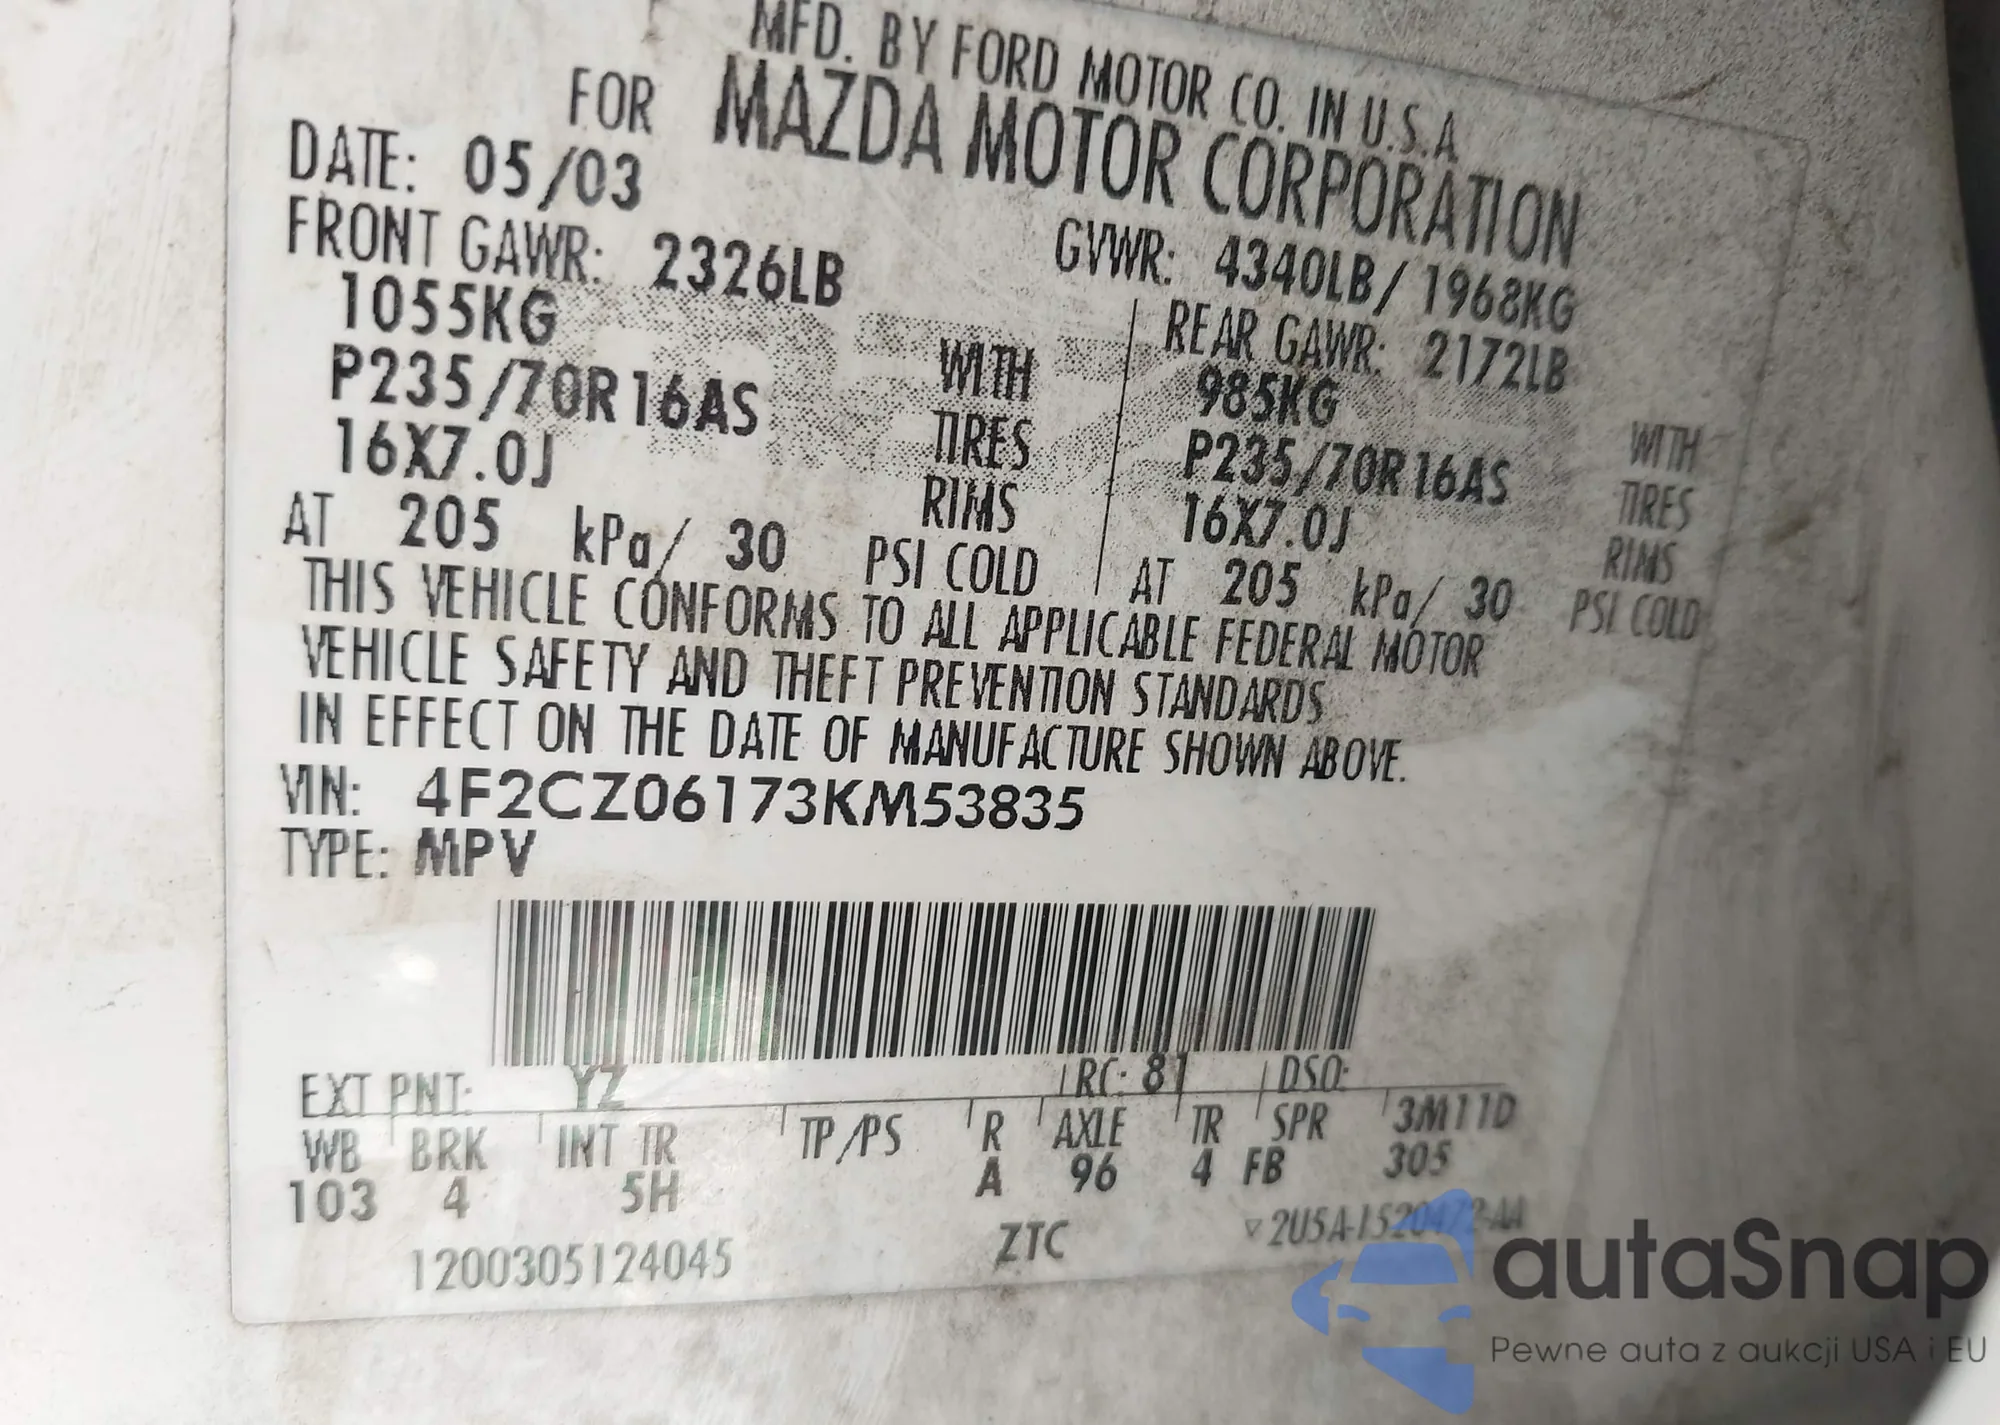 MFD. BY FORD MOTOR CO. IN U.S.A
FOR MAZDA MOTOR CORPORATION
DATE: 05/03 GVWR: 4340LB/ 1968KG
FRONT GAWR: 2326LB REAR GAWR: 2172LB
1055KG WITH 985KG WITH
P235/70R16AS TIRES P235/70R16AS TIRES
16X7.0J RIMS 16X7.0J RIMS
AT 205 kPa/ 30 PSI COLD AT 205 kPa/ 30 PSI COLD
THIS VEHICLE CONFORMS TO ALL APPLICABLE FEDERAL MOTOR
VEHICLE SAFETY AND THEFT PREVENTION STANDARDS
IN EFFECT ON THE DATE OF MANUFACTURE SHOWN ABOVE.
VIN: 4F2CZ06173KM53835
TYPE: MPV
EXT PNT: YZ RC: 81 DSO:
WB BRK INT TR TP/PS R AXLE TR SPR 3M11D
103 4 5H A 96 4 FB 305
1200305124045 ZTC ▽2U5A-1520472-AA
autaSnap
Pewne auta z aukcji USA i EU